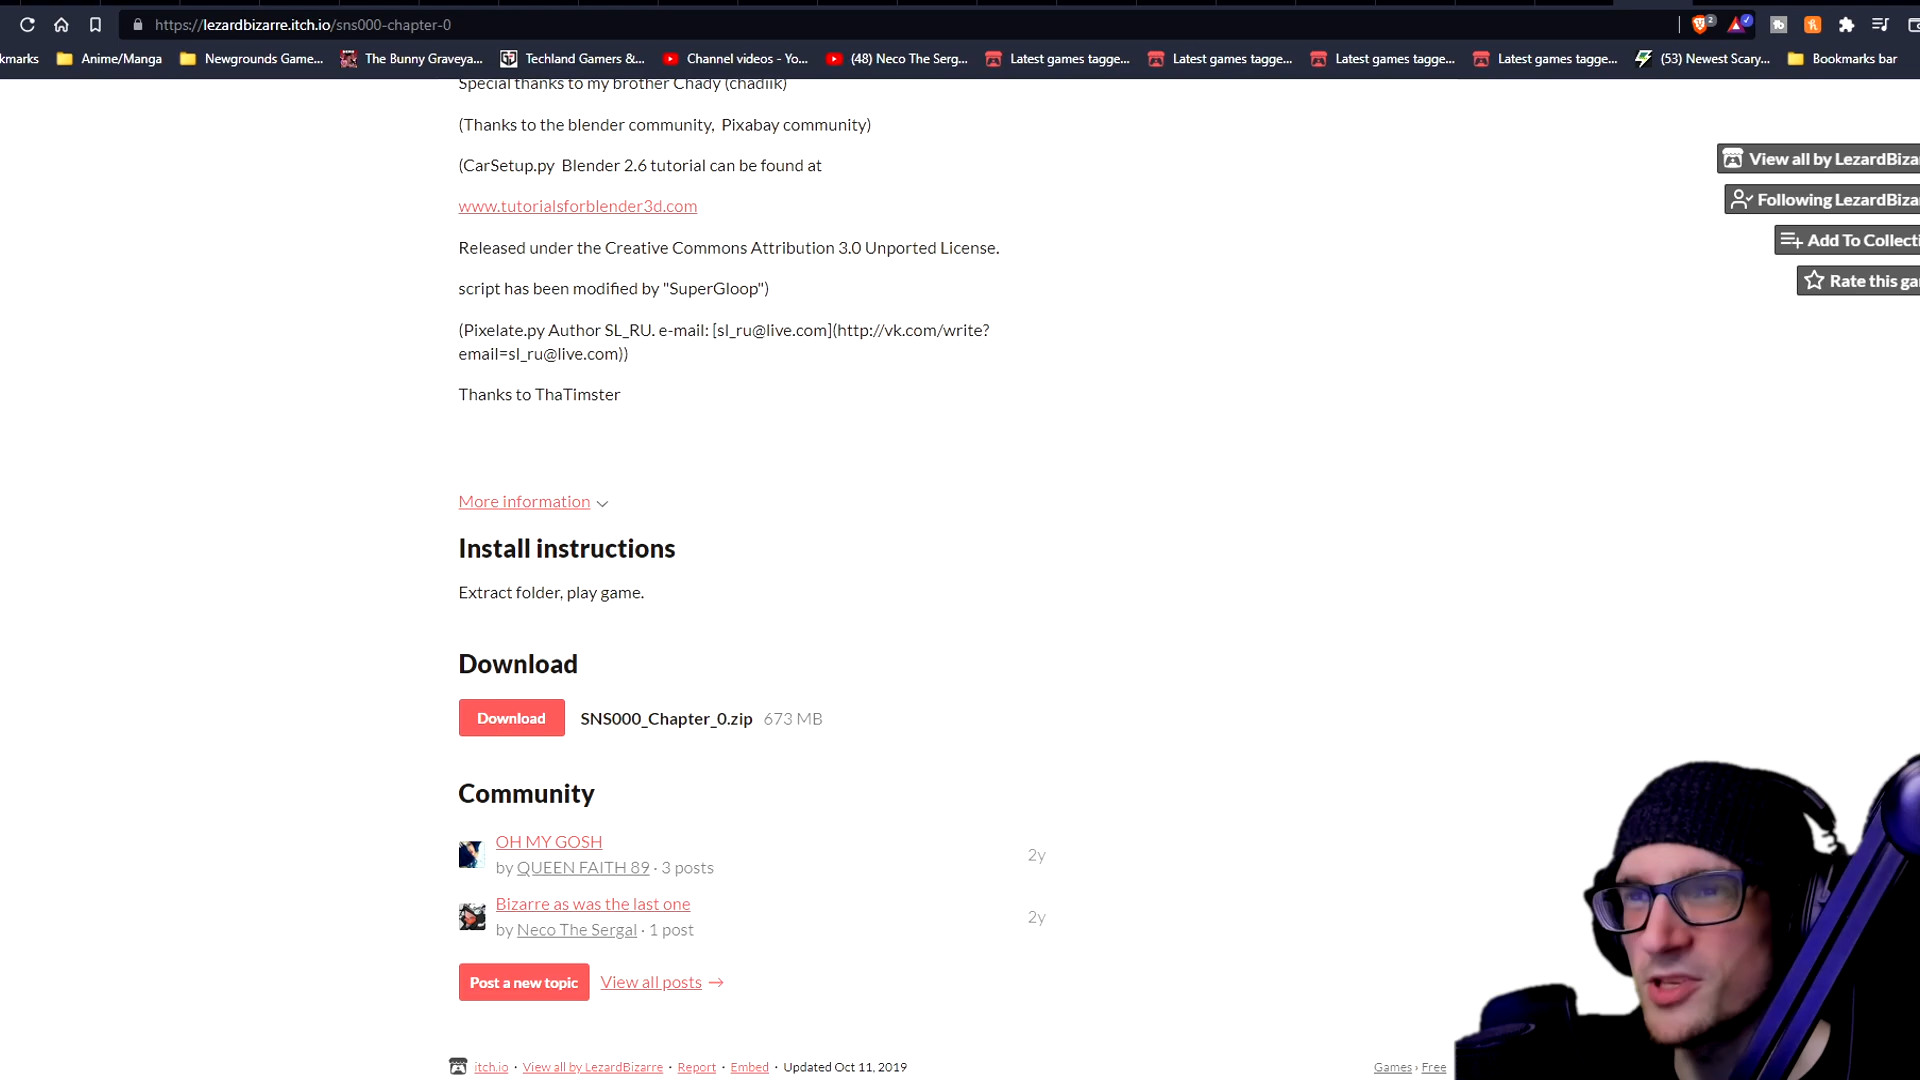 https://lezardbizarre.itch.io/sns000-chapter-0
2
kmarks
Anime/Manga
Newgrounds Game...
The Bunny Graveya...
Techland Gamers &...
Channel videos - Yo...
(48) Neco The Serg...
Latest games tagge...
Latest games tagge...
Latest games tagge...
Latest games tagge...
(53) Newest Scary...
Bookmarks bar
Special thanks to my brother Chady (chadiik)
(Thanks to the blender community, Pixabay community)
(CarSetup.py Blender 2.6 tutorial can be found at
www.tutorialsforblender3d.com
Released under the Creative Commons Attribution 3.0 Unported License.
script has been modified by "SuperGloop")
(Pixelate.py Author SL_RU. e-mail: [sl_ru@live.com](http://vk.com/write?
email=sl_ru@live.com))
Thanks to ThaTimster
View all by LezardBiza
Following LezardBiza
Add To Collecti
Rate this ga
More information
Install instructions
Extract folder, play game.
Download
Download SNS000_Chapter_0.zip 673 MB
Community
OH MY GOSH
by QUEEN FAITH 89 · 3 posts
2y
Bizarre as was the last one
by Neco The Sergal · 1 post
2y
Post a new topic View all posts →
itch.io · View all by LezardBizarre · Report · Embed · Updated Oct 11, 2019
Games › Free